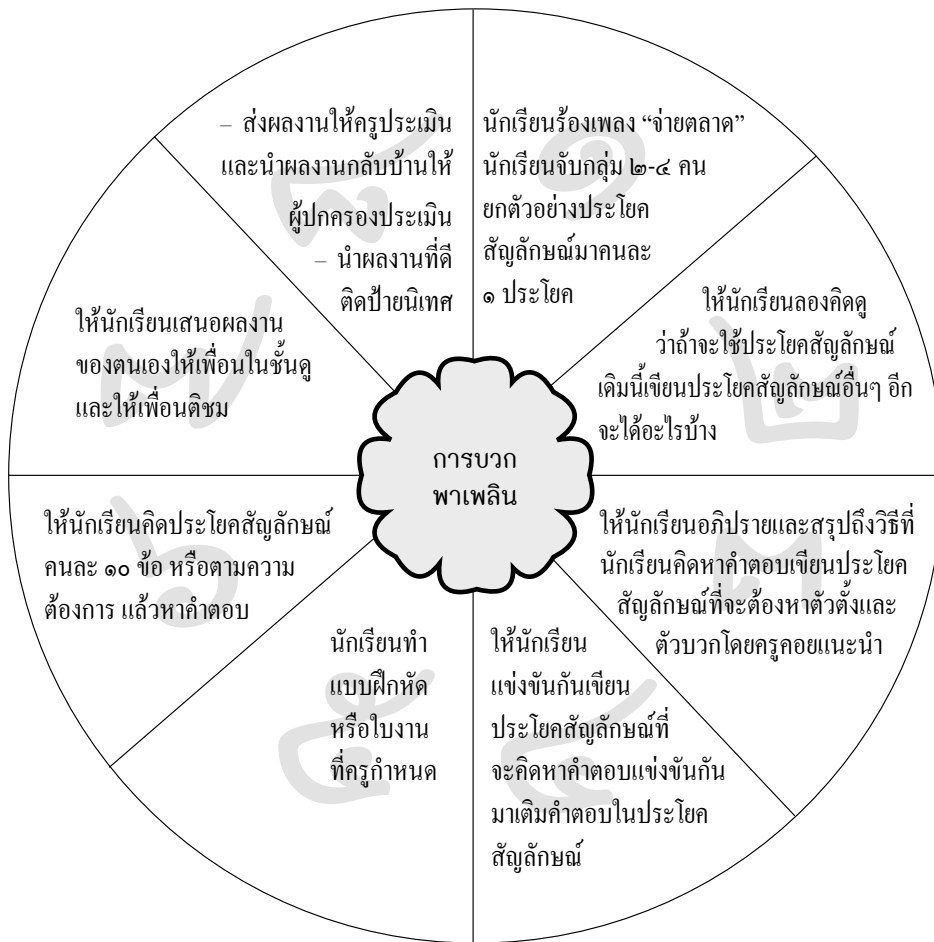 การบวก
พาเพลิน
๑
นักเรียนร้องเพลง “จ่ายตลาด”
นักเรียนจับกลุ่ม ๒-๔ คน
ยกตัวอย่างประโยค
สัญลักษณ์มาคนละ
๑ ประโยค
๒
ให้นักเรียนลองคิดดู
ว่าถ้าจะใช้ประโยคสัญลักษณ์
เดิมนี้เขียนประโยคสัญลักษณ์อื่นๆ อีก
จะได้อะไรบ้าง
๓
ให้นักเรียนอภิปรายและสรุปถึงวิธีที่
นักเรียนคิดหาคำตอบเขียนประโยค
สัญลักษณ์ที่จะต้องหาตัวตั้งและ
ตัวบวกโดยครูคอยแนะนำ
๔
ให้นักเรียน
แข่งขันกันเขียน
ประโยคสัญลักษณ์ที่
จะคิดหาคำตอบแข่งขันกัน
มาเติมคำตอบในประโยค
สัญลักษณ์
๕
นักเรียนทำ
แบบฝึกหัด
หรือใบงาน
ที่ครูกำหนด
๖
ให้นักเรียนคิดประโยคสัญลักษณ์
คนละ ๑๐ ข้อ หรือตามความ
ต้องการ แล้วหาคำตอบ
๗
ให้นักเรียนเสนอผลงาน
ของตนเองให้เพื่อนในชั้นดู
และให้เพื่อนติชม
๘
– ส่งผลงานให้ครูประเมิน
และนำผลงานกลับบ้านให้
ผู้ปกครองประเมิน
– นำผลงานที่ดี
ติดป้ายนิเทศ